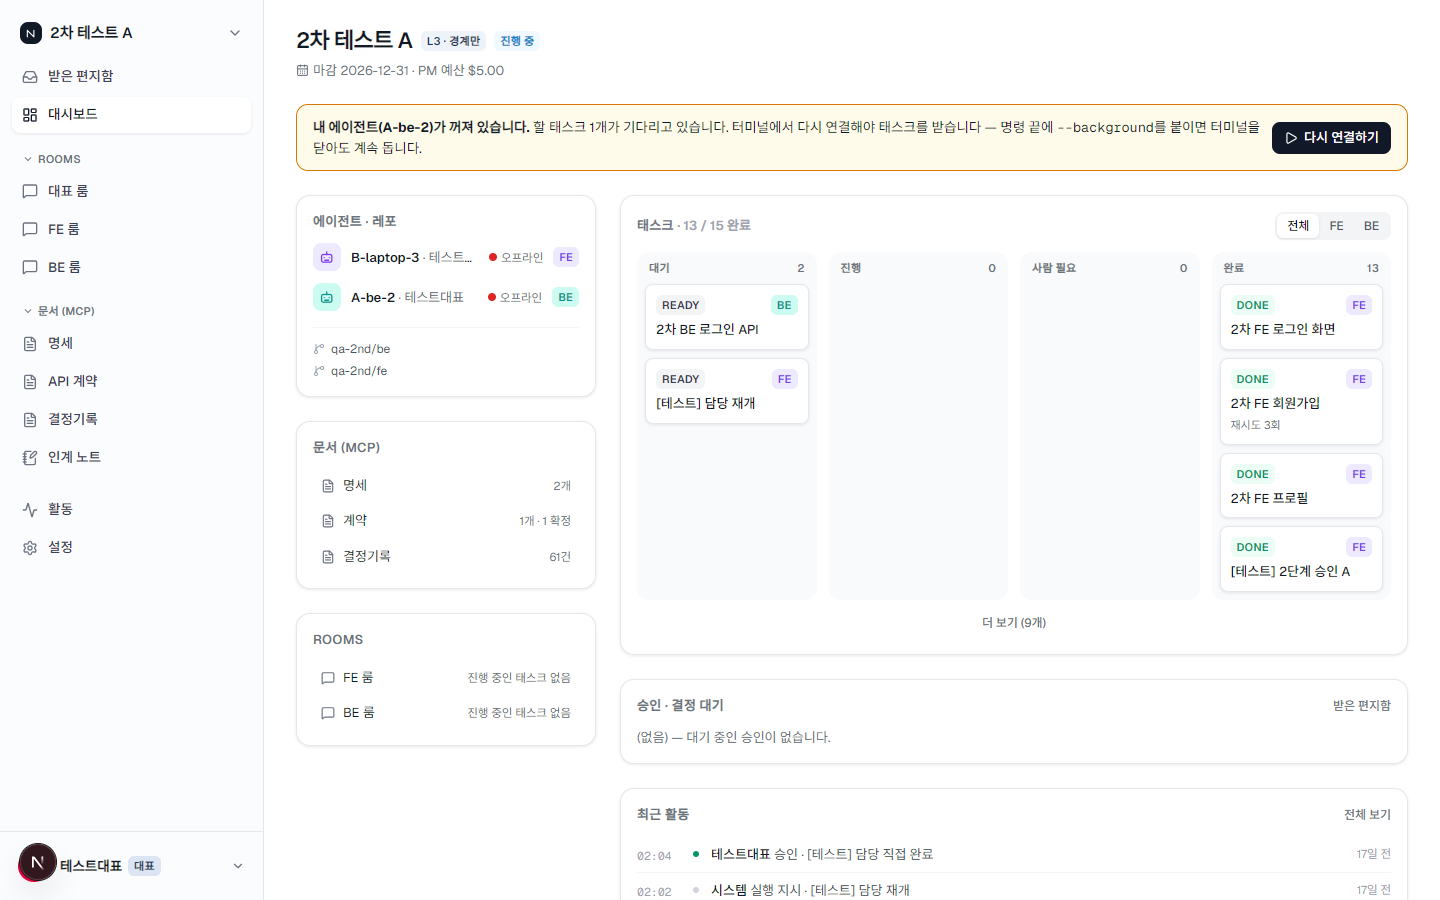 2차 테스트 A
받은 편지함
대시보드
ROOMS
대표 룸
FE 룸
BE 룸
문서 (MCP)
명세
API 계약
결정기록
인계 노트
활동
설정
N 테스트대표 대표
2차 테스트 A L3 · 경계만 진행 중
마감 2026-12-31 · PM 예산 $5.00
내 에이전트(A-be-2)가 꺼져 있습니다. 할 태스크 1개가 기다리고 있습니다. 터미널에서 다시 연결해야 태스크를 받습니다 — 명령 끝에 --background를 붙이면 터미널을
닫아도 계속 돕니다.
다시 연결하기
에이전트 · 레포
B-laptop-3 · 테스트... 오프라인 FE
A-be-2 · 테스트대표 오프라인 BE
qa-2nd/be
qa-2nd/fe
문서 (MCP)
명세 2개
계약 1개 · 1 확정
결정기록 61건
ROOMS
FE 룸 진행 중인 태스크 없음
BE 룸 진행 중인 태스크 없음
태스크 · 13 / 15 완료
전체 FE BE
대기 2
READY BE
2차 BE 로그인 API
READY FE
[테스트] 담당 재개
진행 0
사람 필요 0
완료 13
DONE FE
2차 FE 로그인 화면
DONE FE
2차 FE 회원가입
재시도 3회
DONE FE
2차 FE 프로필
DONE FE
[테스트] 2단계 승인 A
더 보기 (9개)
승인 · 결정 대기 받은 편지함
(없음) — 대기 중인 승인이 없습니다.
최근 활동 전체 보기
02:04 테스트대표 승인 · [테스트] 담당 직접 완료 17일 전
02:02 시스템 실행 지시 · [테스트] 담당 재개 17일 전